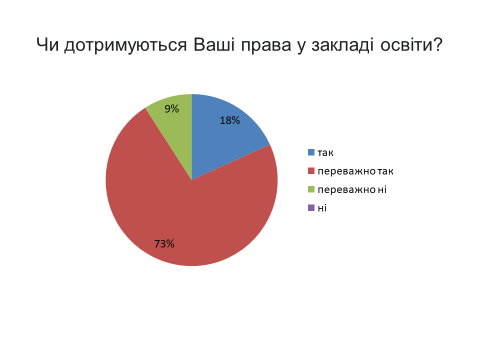 Чи дотримуються Ваші права у закладі освіти?
9%
18%
73%
так
переважно так
переважно ні
ні